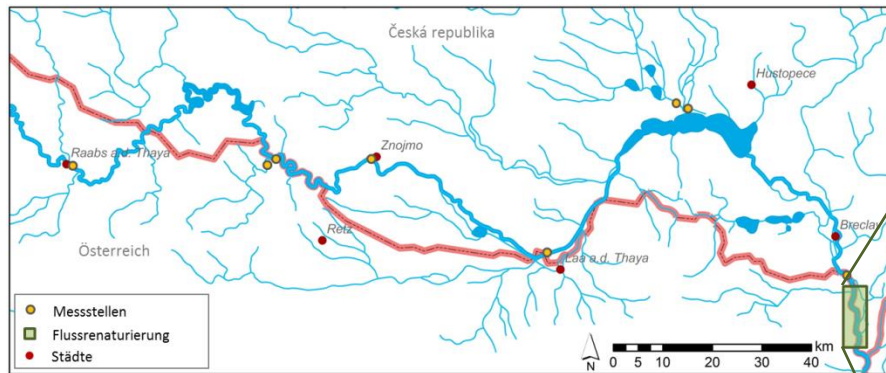 Česká republika
Hustopece
Raabs a.d. Thaya
Znojmo
Retz
Breclav
Österreich
Laa a.d. Thaya
Messstellen
Flussrenaturierung
Städte
N
km
0 5 10 20 30 40